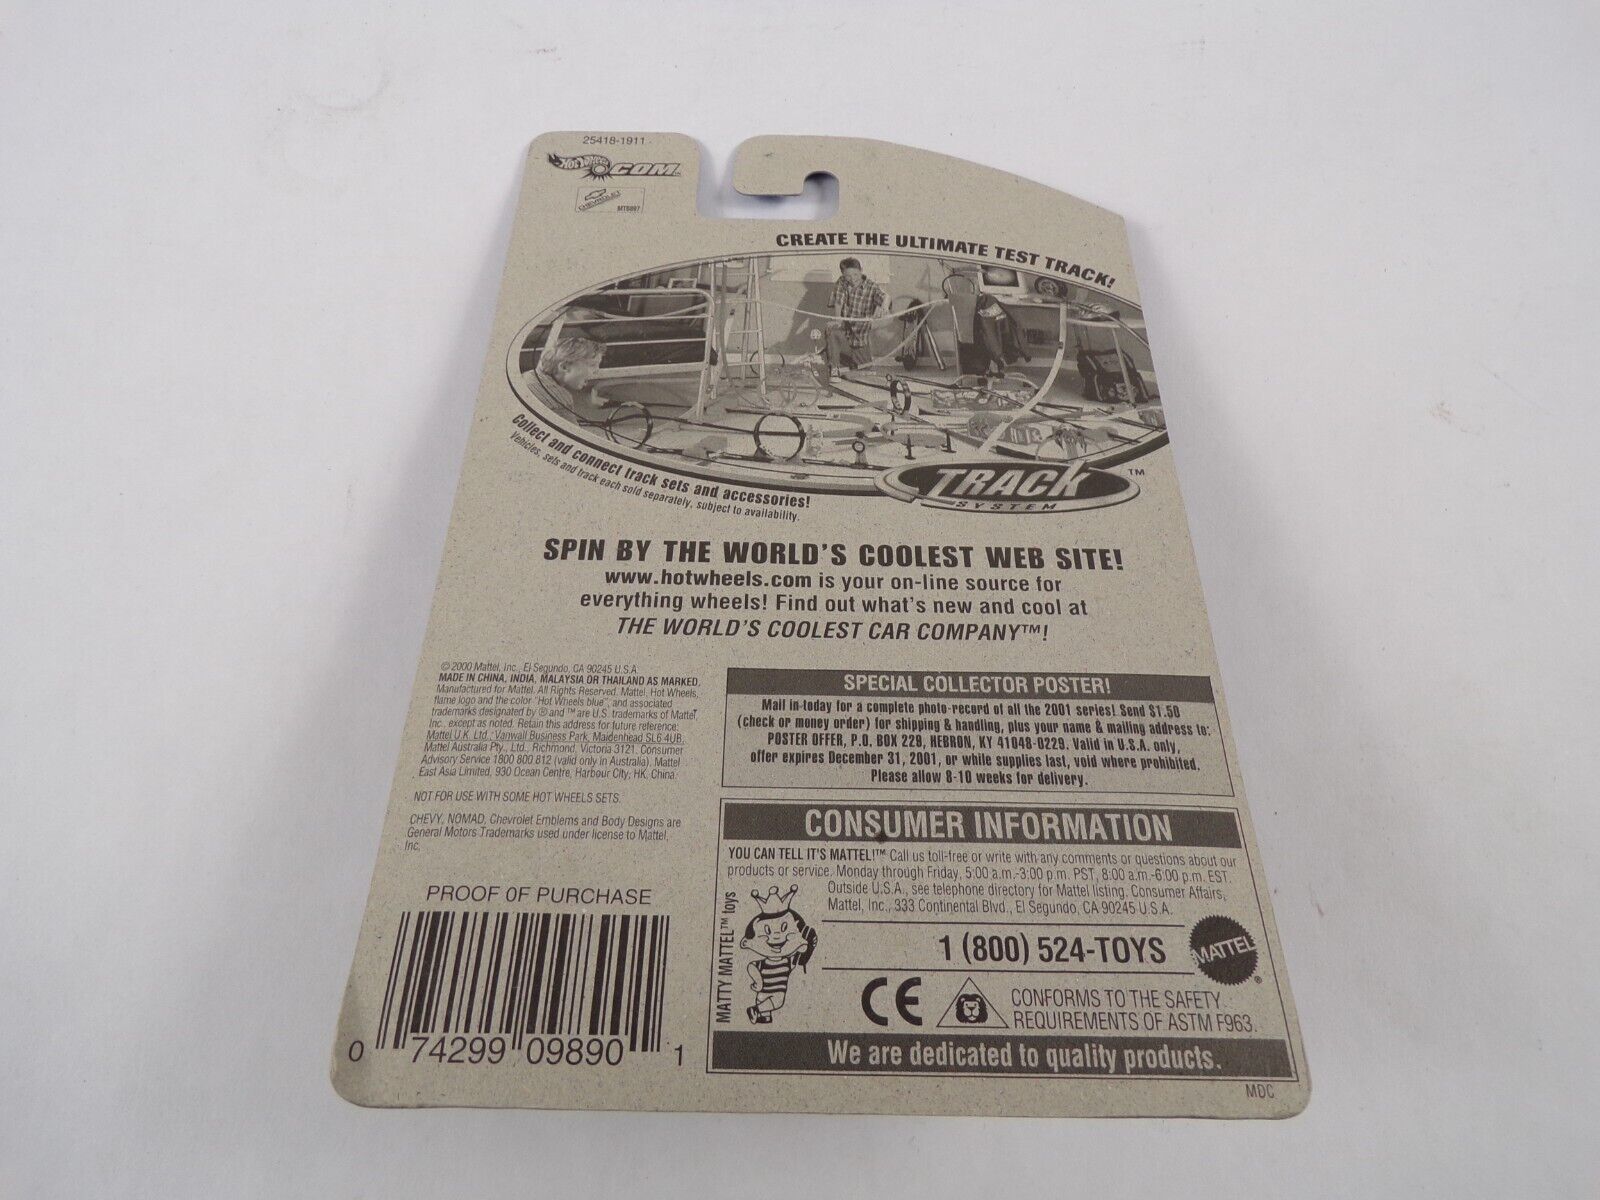 25418-1911
Hot Wheels .COM™
CHEVROLET
CREATE THE ULTIMATE TEST TRACK!
Collect and connect track sets and accessories!
Vehicles, sets and track each sold separately, subject to availability.
TRACK™
SYSTEM
SPIN BY THE WORLD'S COOLEST WEB SITE!
www.hotwheels.com is your on-line source for
everything wheels! Find out what's new and cool at
THE WORLD'S COOLEST CAR COMPANY™!
© 2000 Mattel, Inc., El Segundo, CA 90245 U.S.A.
MADE IN CHINA, INDIA, MALAYSIA OR THAILAND AS MARKED.
Manufactured for Mattel. All Rights Reserved. Mattel, Hot Wheels,
flame logo and the color "Hot Wheels blue", and associated
trademarks designated by ® and ™ are U.S. trademarks of Mattel,
Inc., except as noted. Retain this address for future reference:
Mattel U.K. Ltd., Vanwall Business Park, Maidenhead SL6 4UB.
Mattel Australia Pty., Ltd., Richmond, Victoria 3121. Consumer
Advisory Service 1800 800 812 (valid only in Australia). Mattel
East Asia Limited, 930 Ocean Centre, Harbour City, HK, China.
NOT FOR USE WITH SOME HOT WHEELS SETS.
CHEVY, NOMAD, Chevrolet Emblems and Body Designs are
General Motors Trademarks used under license to Mattel,
Inc.
PROOF OF PURCHASE
0 74299 09890 1
SPECIAL COLLECTOR POSTER!
Mail in today for a complete photo-record of all the 2001 series! Send $1.50
(check or money order) for shipping & handling, plus your name & mailing address to:
POSTER OFFER, P.O. BOX 229, HEBRON, KY 41048-0229. Valid in U.S.A. only,
offer expires December 31, 2001, or while supplies last, void where prohibited.
Please allow 8-10 weeks for delivery.
CONSUMER INFORMATION
YOU CAN TELL IT'S MATTEL!™ Call us toll-free or write with any comments or questions about our
products or service. Monday through Friday, 5:00 a.m.-3:00 p.m. PST, 8:00 a.m.-6:00 p.m. EST.
Outside U.S.A., see telephone directory for Mattel listing. Consumer Affairs,
Mattel, Inc., 333 Continental Blvd., El Segundo, CA 90245 U.S.A.
MATTY MATTEL™ toys
1 (800) 524-TOYS
MATTEL®
CE
CONFORMS TO THE SAFETY
REQUIREMENTS OF ASTM F963.
We are dedicated to quality products.
MDC